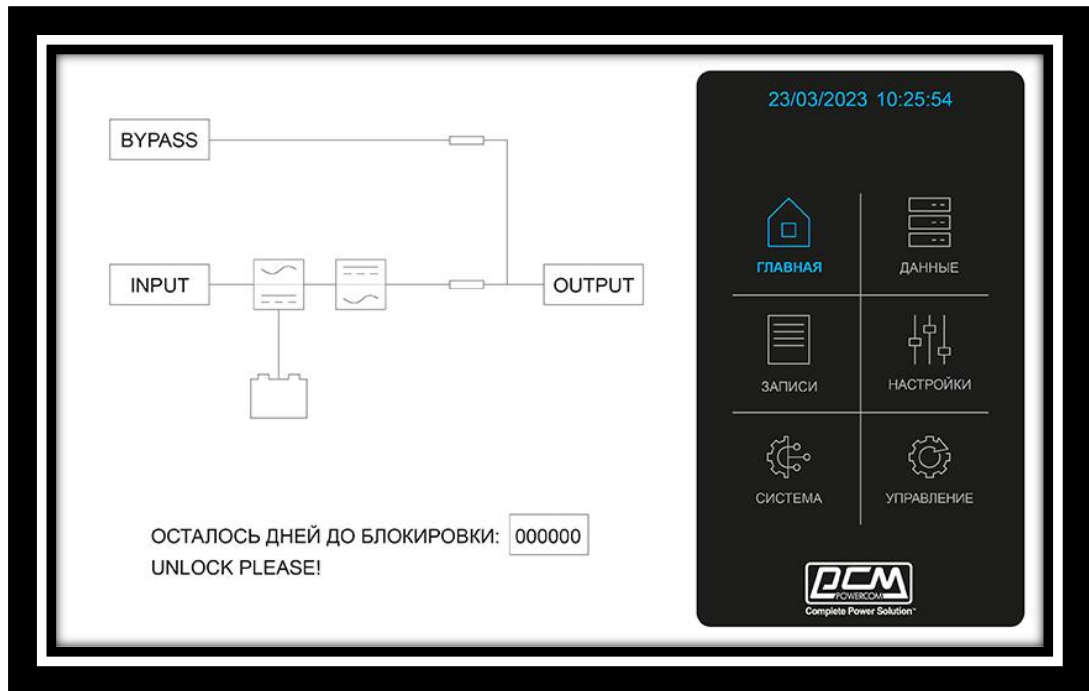 BYPASS
INPUT
OUTPUT
ОСТАЛОСЬ ДНЕЙ ДО БЛОКИРОВКИ: 000000
UNLOCK PLEASE!
23/03/2023 10:25:54
ГЛАВНАЯ ДАННЫЕ
ЗАПИСИ НАСТРОЙКИ
СИСТЕМА УПРАВЛЕНИЕ
PCM
POWERCOM
Complete Power Solution™